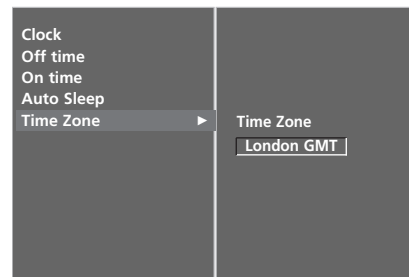 Clock
Off time
On time
Auto Sleep
Time Zone ►
Time Zone
London GMT